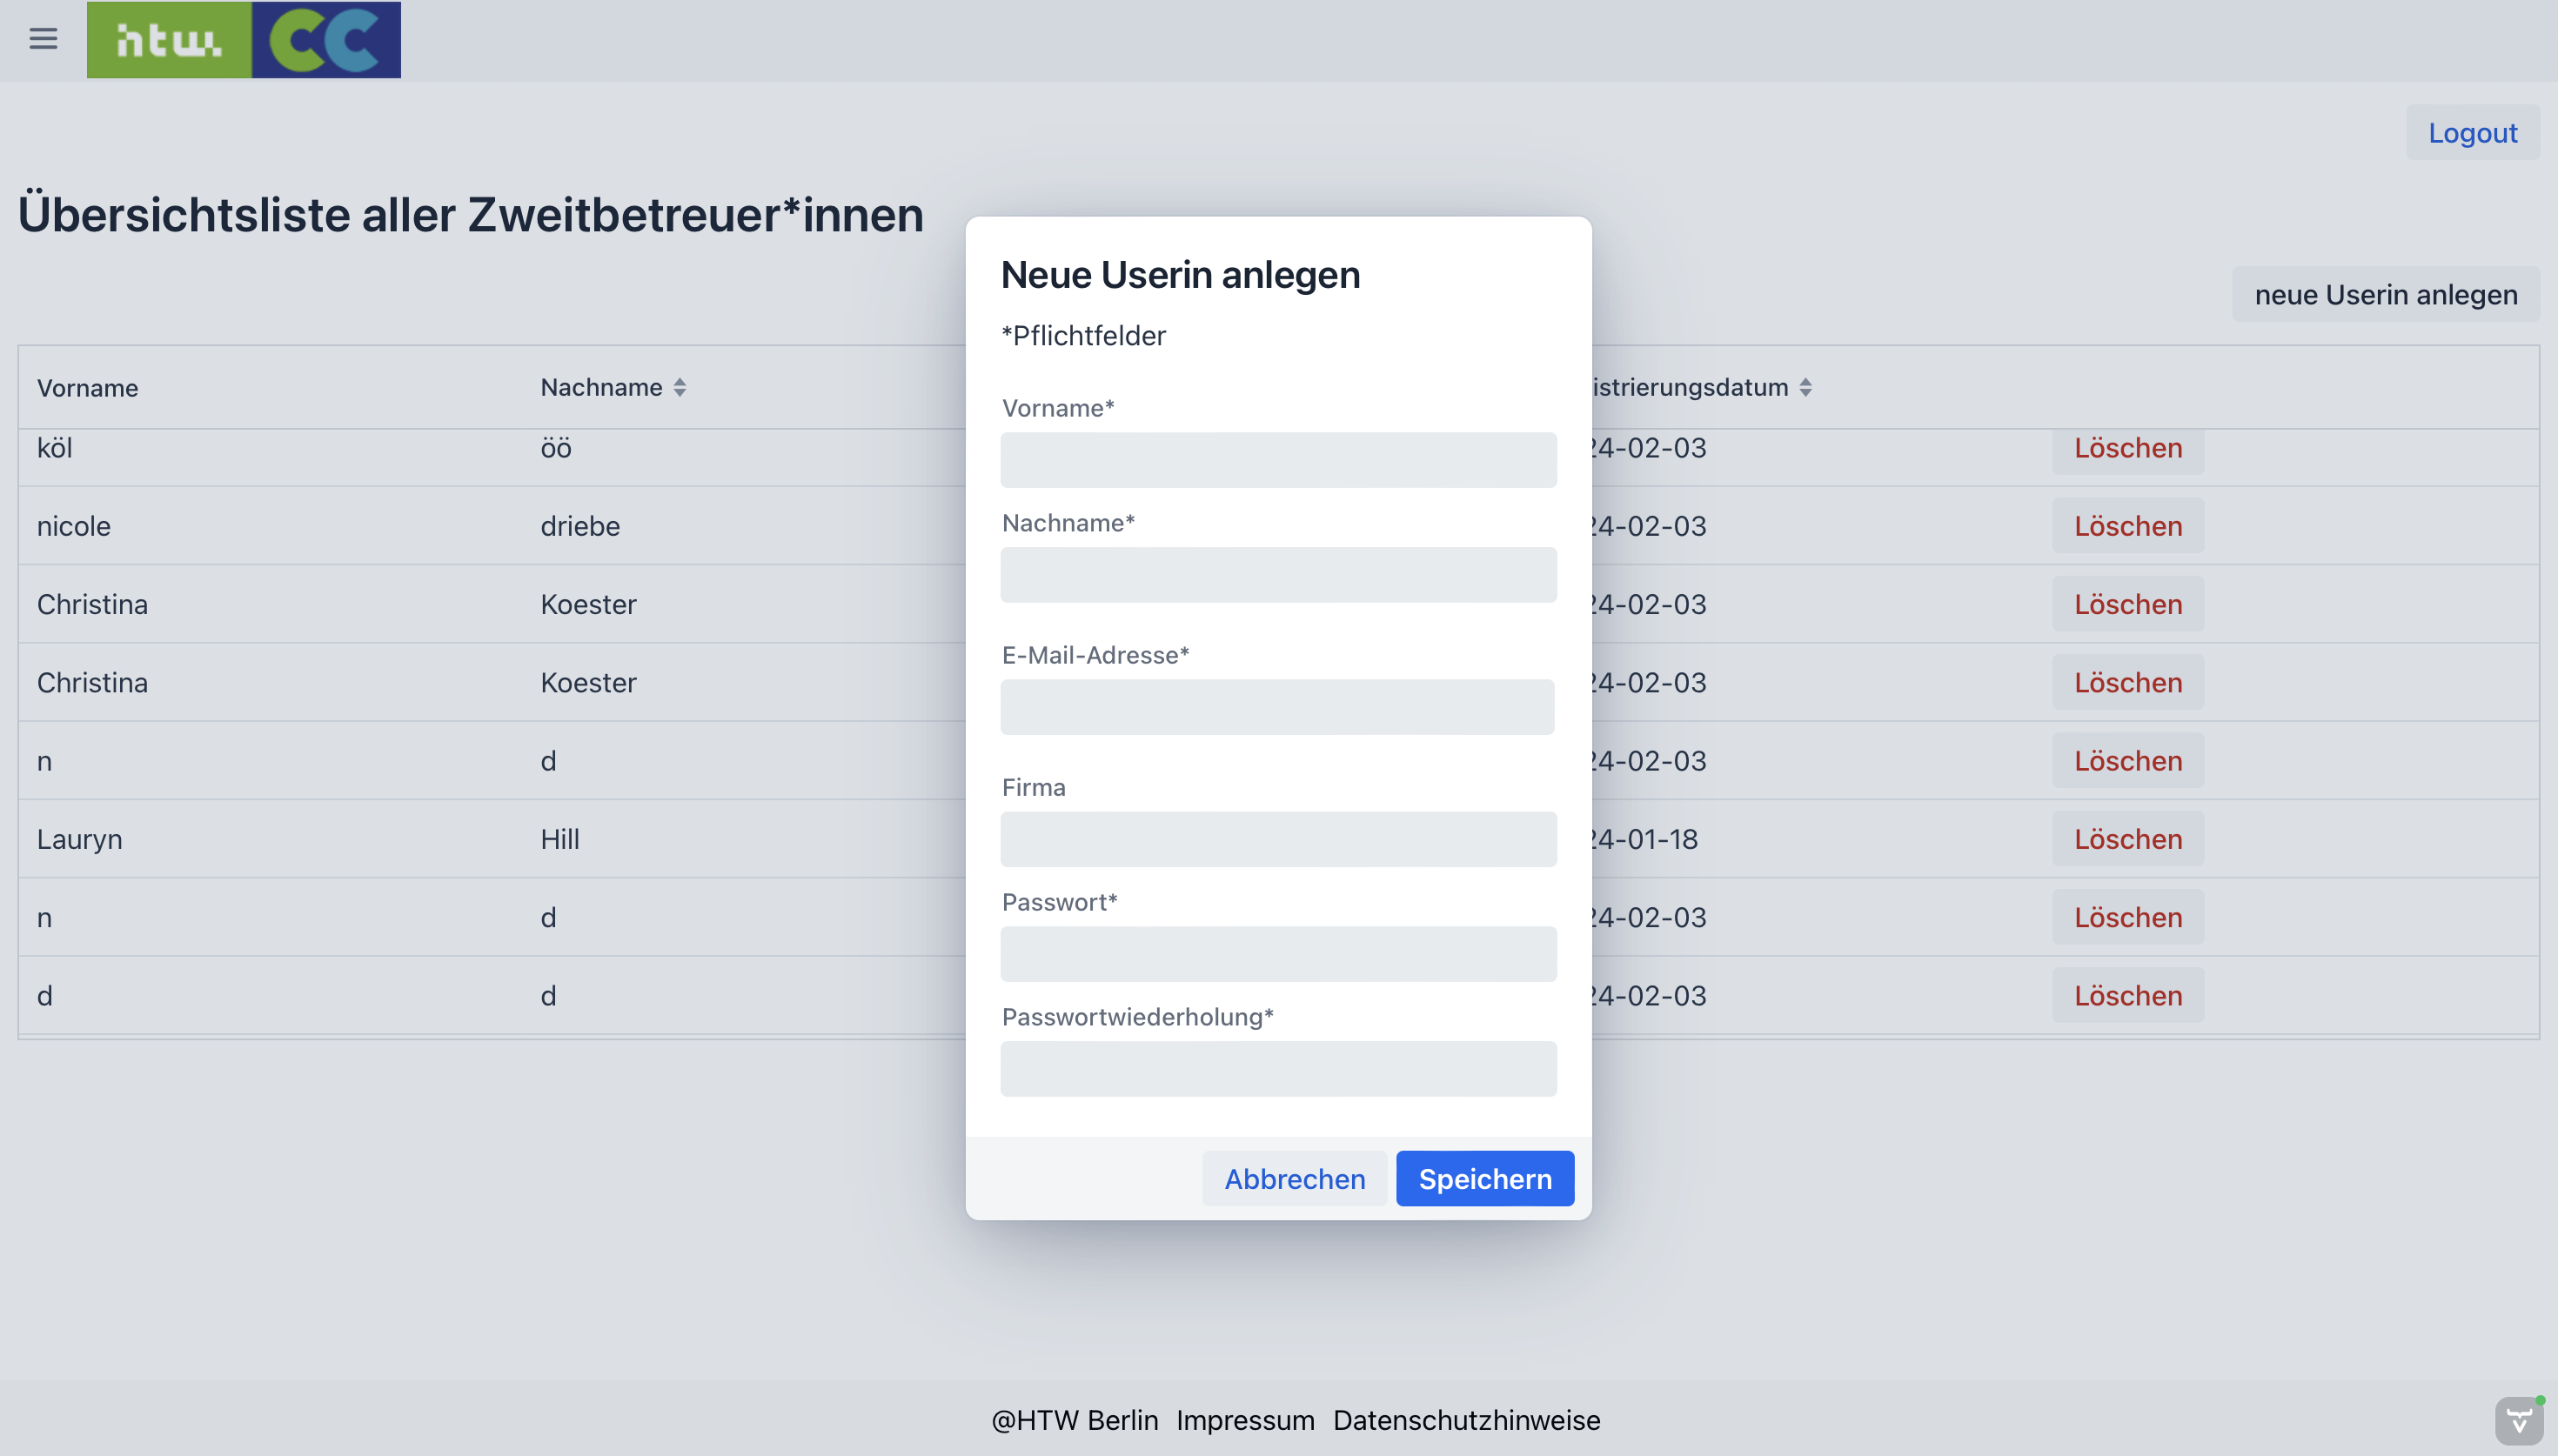 htw. CC
Logout
Übersichtsliste aller Zweitbetreuer*innen
neue Userin anlegen
Vorname Nachname istrierungsdatum
köl öö 24-02-03 Löschen
nicole driebe 24-02-03 Löschen
Christina Koester 24-02-03 Löschen
Christina Koester 24-02-03 Löschen
n d 24-02-03 Löschen
Lauryn Hill 24-01-18 Löschen
n d 24-02-03 Löschen
d d 24-02-03 Löschen
Neue Userin anlegen
*Pflichtfelder
Vorname*
Nachname*
E-Mail-Adresse*
Firma
Passwort*
Passwortwiederholung*
Abbrechen Speichern
@HTW Berlin Impressum Datenschutzhinweise